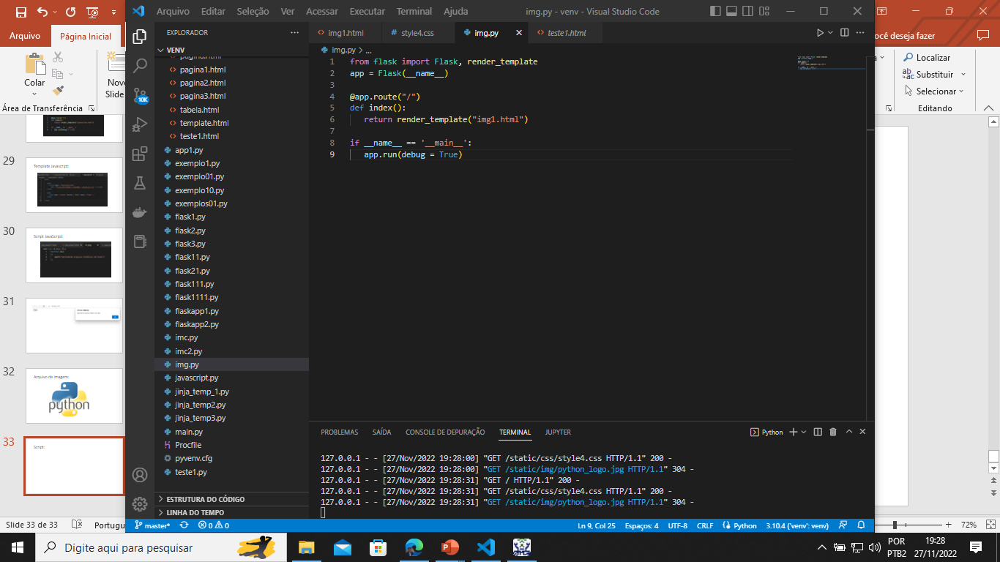 Arquivo Editar Seleção Ver Acessar Executar Terminal Ajuda
img.py - venv - Visual Studio Code
Arquivo
Página Inicial
você deseja fazer
Colar
Novo
Slide
Área de Transferência
Localizar
Substituir
Selecionar
Editando
29
Template Javascript:
30
Script JavaScript:
31
32
Arquivo da imagem:
python
33
Script:
EXPLORADOR
VENV
pagina.html
pagina1.html
pagina2.html
pagina3.html
tabela.html
template.html
teste1.html
app1.py
exemplo1.py
exemplo01.py
exemplo10.py
exemplos01.py
flask1.py
flask2.py
flask3.py
flask11.py
flask21.py
flask111.py
flask1111.py
flaskapp1.py
flaskapp2.py
imc.py
imc2.py
img.py
javascript.py
jinja_temp_1.py
jinja_temp2.py
jinja_temp3.py
main.py
Procfile
pyvenv.cfg
teste1.py
ESTRUTURA DO CÓDIGO
LINHA DO TEMPO
10K
img1.html
style4.css
img.py
teste1.html
img.py > ...
1 from flask import Flask, render_template
2 app = Flask(__name__)
3
4 @app.route("/")
5 def index():
6 return render_template("img1.html")
7
8 if __name__ == '__main__':
9 app.run(debug = True)
PROBLEMAS SAÍDA CONSOLE DE DEPURAÇÃO TERMINAL JUPYTER
Python
127.0.0.1 - - [27/Nov/2022 19:28:00] "GET /static/css/style4.css HTTP/1.1" 200 -
127.0.0.1 - - [27/Nov/2022 19:28:00] "GET /static/img/python_logo.jpg HTTP/1.1" 304 -
127.0.0.1 - - [27/Nov/2022 19:28:31] "GET / HTTP/1.1" 200 -
127.0.0.1 - - [27/Nov/2022 19:28:31] "GET /static/css/style4.css HTTP/1.1" 200 -
127.0.0.1 - - [27/Nov/2022 19:28:31] "GET /static/img/python_logo.jpg HTTP/1.1" 304 -
Slide 33 de 33
Portugu
master*
0 0
Ln 9, Col 25 Espaços: 4 UTF-8 CRLF Python 3.10.4 ('venv': venv)
72%
Digite aqui para pesquisar
POR
PTB2
19:28
27/11/2022